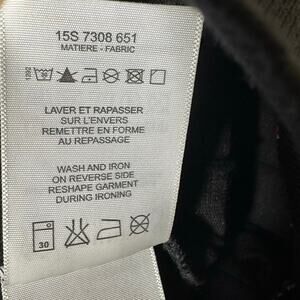 15S 7308 651
MATIERE - FABRIC
LAVER ET RAPASSER
SUR L'ENVERS
REMETTRE EN FORME
AU REPASSAGE
WASH AND IRON
ON REVERSE SIDE
RESHAPE GARMENT
DURING IRONING
30